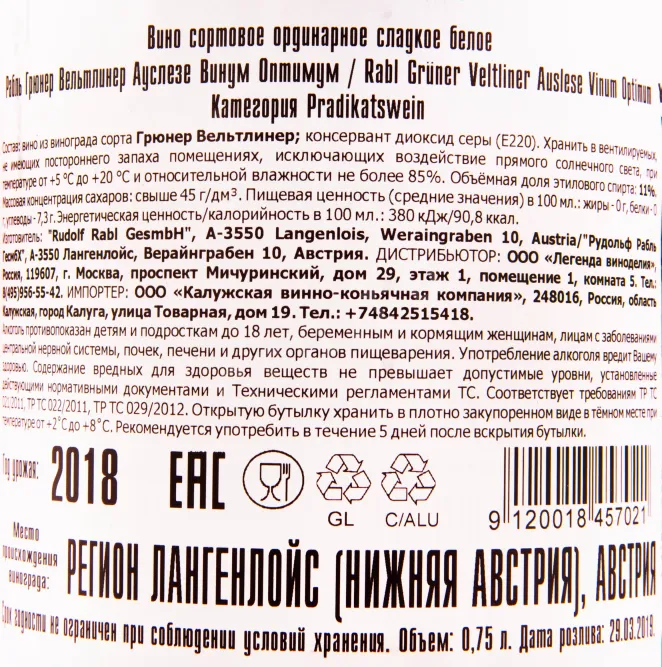 Вино сортовое ординарное сладкое белое
Рабль Грюнер Вельтлинер Ауслезе Винум Оптимум / Rabl Grüner Veltliner Auslese Vinum Optimum
Категория Pradikatswein
Состав: вино из винограда сорта Грюнер Вельтлинер; консервант диоксид серы (Е220). Хранить в вентилируемых,
не имеющих постороннего запаха помещениях, исключающих воздействие прямого солнечного света, при
температуре от +5 °С до +20 °С и относительной влажности не более 85%. Объёмная доля этилового спирта: 11%.
Массовая концентрация сахаров: свыше 45 г/дм³. Пищевая ценность (средние значения) в 100 мл.: жиры - 0 г, белки - 0
г, углеводы - 7,3 г. Энергетическая ценность/калорийность в 100 мл.: 380 кДж/90,8 ккал.
Изготовитель: "Rudolf Rabl GesmbH", A-3550 Langenlois, Weraingraben 10, Austria/"Рудольф Рабль
ГесмбХ", А-3550 Лангенлойс, Верайнграбен 10, Австрия. ДИСТРИБЬЮТОР: ООО «Легенда виноделия»,
Россия, 119607, г. Москва, проспект Мичуринский, дом 29, этаж 1, помещение 1, комната 5. Тел.:
8(495)956-55-42. ИМПОРТЕР: ООО «Калужская винно-коньячная компания», 248016, Россия, область
Калужская, город Калуга, улица Товарная, дом 19. Тел.: +74842515418.
Алкоголь противопоказан детям и подросткам до 18 лет, беременным и кормящим женщинам, лицам с заболеваниями
центральной нервной системы, почек, печени и других органов пищеварения. Употребление алкоголя вредит Вашему
здоровью. Содержание вредных для здоровья веществ не превышает допустимые уровни, установленные
действующими нормативными документами и Техническими регламентами ТС. Соответствует требованиям ТР ТС
021/2011, ТР ТС 022/2011, ТР ТС 029/2012. Открытую бутылку хранить в плотно закупоренном виде в тёмном месте при
температуре от +2°С до +8°С. Рекомендуется употребить в течение 5 дней после вскрытия бутылки.
Год урожая: 2018 EAC
GL C/ALU
9 120018 457021
Место происхождения винограда: РЕГИОН ЛАНГЕНЛОЙС (НИЖНЯЯ АВСТРИЯ), АВСТРИЯ
Срок годности не ограничен при соблюдении условий хранения. Объем: 0,75 л. Дата розлива: 29.03.2019.